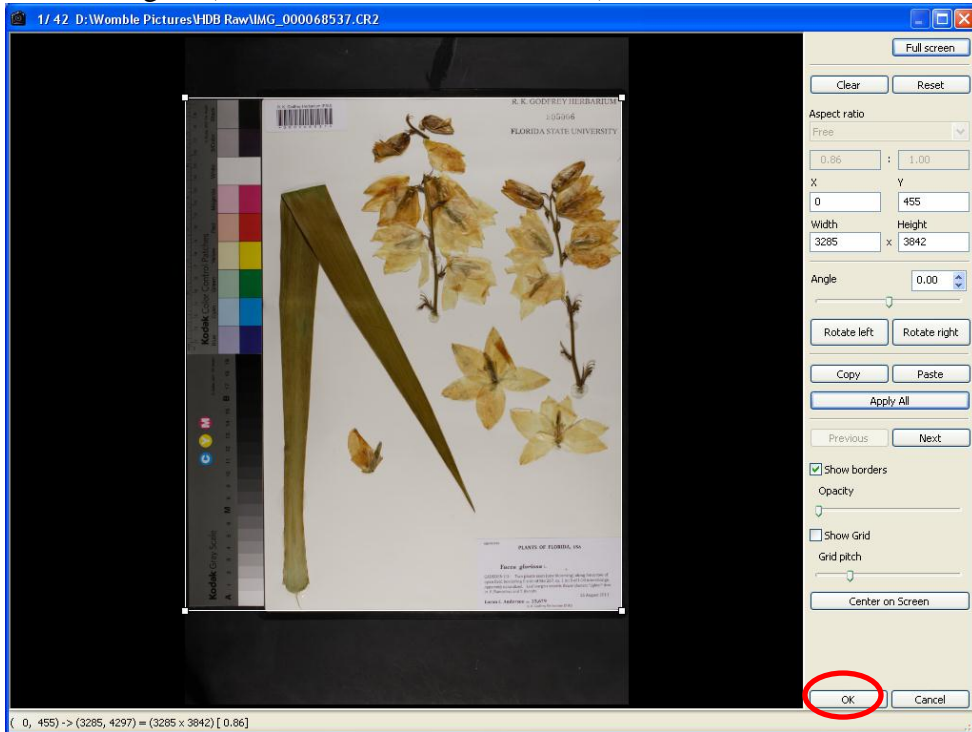 1/ 42 D:\Womble Pictures\HDB Raw\IMG_000068537.CR2
Full screen
Clear
Reset
Aspect ratio
Free
0.86 : 1.00
X
Y
0
455
Width
Height
3285 x 3842
Angle
0.00
Rotate left
Rotate right
Copy
Paste
Apply All
Previous
Next
Show borders
Opacity
Show Grid
Grid pitch
Center on Screen
OK
Cancel
R. K. GODFREY HERBARIUM
FLORIDA STATE UNIVERSITY
Kodak Color Control Patches
C Y M
Kodak Gray Scale
A
M
B
PLANTS OF FLORIDA, USA
gloriosa
( 0, 455) -> (3285, 4297) = (3285 x 3842) [ 0.86]